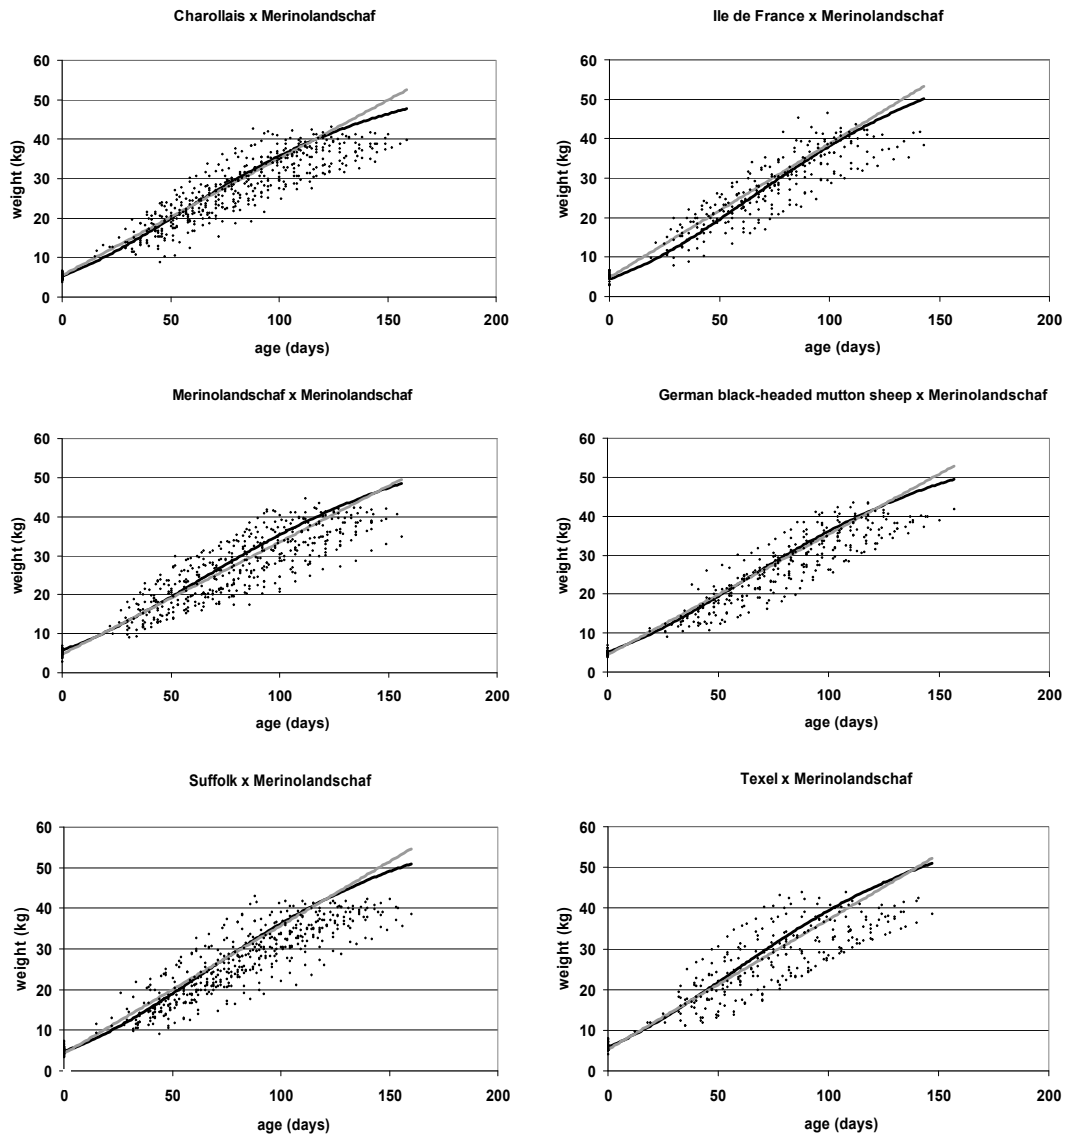 Charollais x Merinolandschaf
60
50
40
30
20
10
0
weight (kg)
0 50 100 150 200
age (days)
Ile de France x Merinolandschaf
60
50
40
30
20
10
0
weight (kg)
0 50 100 150 200
age (days)
Merinolandschaf x Merinolandschaf
60
50
40
30
20
10
0
weight (kg)
0 50 100 150 200
age (days)
German black-headed mutton sheep x Merinolandschaf
60
50
40
30
20
10
0
weight (kg)
0 50 100 150 200
age (days)
Suffolk x Merinolandschaf
60
50
40
30
20
10
0
weight (kg)
0 50 100 150 200
age (days)
Texel x Merinolandschaf
60
50
40
30
20
10
0
weight (kg)
0 50 100 150 200
age (days)